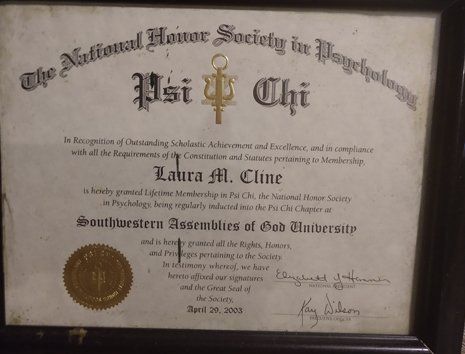 The National Honor Society in Psychology
Psi Chi
In Recognition of Outstanding Scholastic Achievement and Excellence, and in compliance
with all the Requirements of the Constitution and Statutes pertaining to Membership,
Laura M. Cline
is hereby granted Lifetime Membership in Psi Chi, the National Honor Society
in Psychology, being regularly inducted into the Psi Chi Chapter at
Southwestern Assemblies of God University
and is hereby granted all the Rights, Honors,
and Privileges pertaining to the Society.
In testimony whereof, we have
hereto affixed our signatures
and the Great Seal of
the Society,
April 29, 2003
NATIONAL PRESIDENT
Kay Wilson